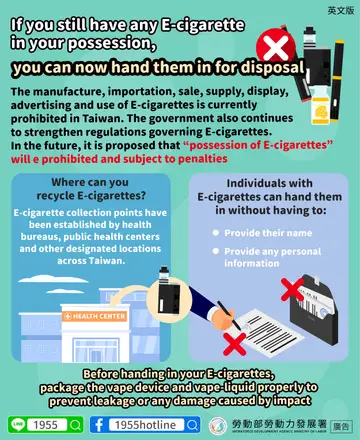 英文版
If you still have any E-cigarette
in your possession,
you can now hand them in for disposal
The manufacture, importation, sale, supply, display,
advertising and use of E-cigarettes is currently
prohibited in Taiwan. The government also continues
to strengthen regulations governing E-cigarettes.
In the future, it is proposed that “possession of E-cigarettes”
will e prohibited and subject to penalties
Where can you
recycle E-cigarettes?
E-cigarette collection points have
been established by health
bureaus, public health centers
and other designated locations
across Taiwan.
HEALTH CENTER
Individuals with
E-cigarettes can hand them
in without having to:
Provide their name
Provide any personal
information
Before handing in your E-cigarettes,
package the vape device and vape-liquid properly to
prevent leakage or any damage caused by impact
LINE 1955
1955hotline
勞動部勞動力發展署
WORKFORCE DEVELOPMENT AGENCY, MINISTRY OF LABOR
廣告